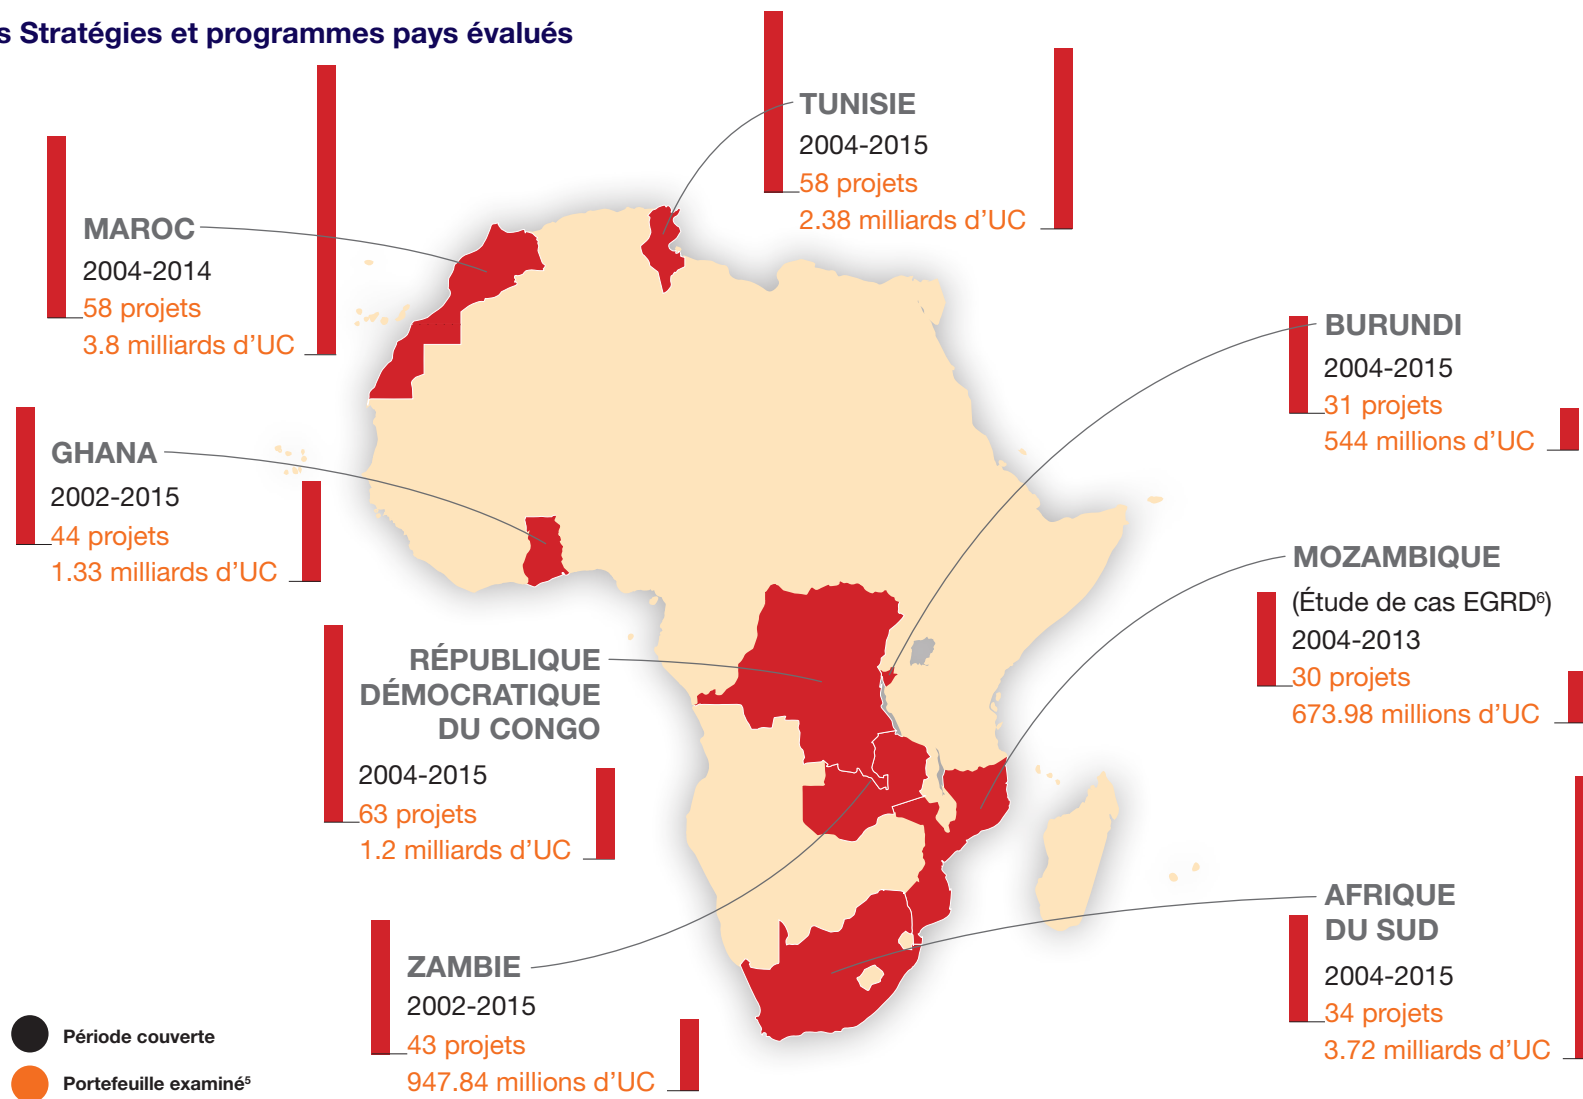 s Stratégies et programmes pays évalués
TUNISIE
2004-2015
58 projets
2.38 milliards d’UC
MAROC
2004-2014
58 projets
3.8 milliards d’UC
BURUNDI
2004-2015
31 projets
544 millions d’UC
GHANA
2002-2015
44 projets
1.33 milliards d’UC
MOZAMBIQUE
(Étude de cas EGRD⁶)
2004-2013
30 projets
673.98 millions d’UC
RÉPUBLIQUE
DÉMOCRATIQUE
DU CONGO
2004-2015
63 projets
1.2 milliards d’UC
AFRIQUE
DU SUD
2004-2015
34 projets
3.72 milliards d’UC
ZAMBIE
2002-2015
43 projets
947.84 millions d’UC
Période couverte
Portefeuille examiné⁵